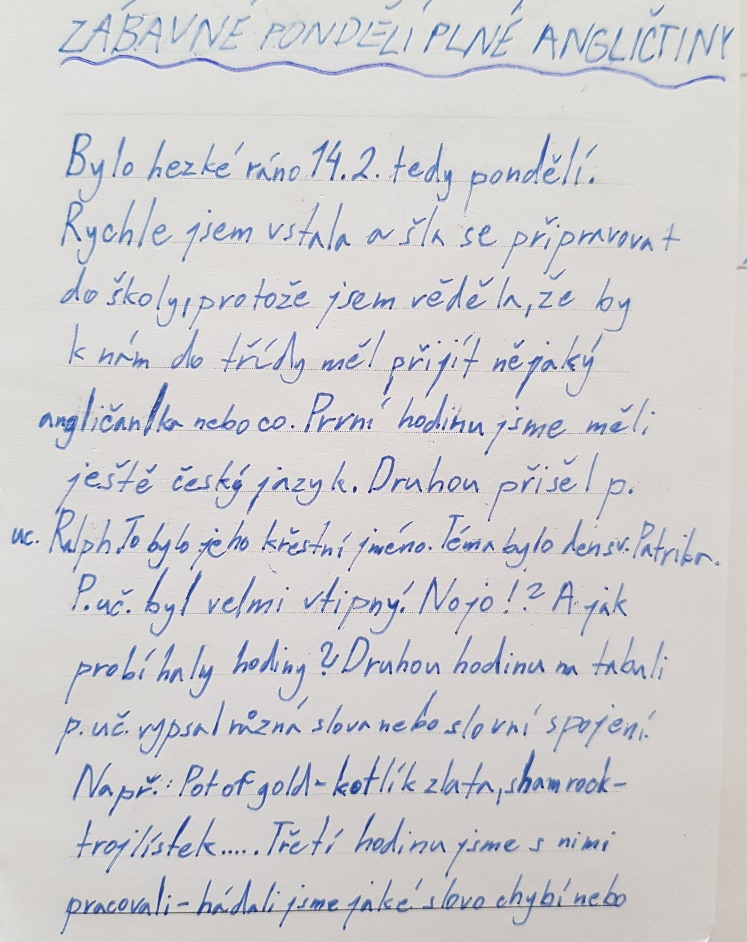 ZÁBAVNÉ PONDĚLÍ PLNÉ ANGLIČTINY
Bylo hezké ráno 14.2. tedy pondělí.
Rychle jsem vstala a šla se připravovat
do školy, protože jsem věděla, že by
k nám do třídy měl přijít nějaký
angličan/ka nebo co. První hodinu jsme měli
ještě český jazyk. Druhou přišel p.
uč. Ralph. To bylo jeho křestní jméno. Téma bylo den sv. Patrika.
P. uč. byl velmi vtipný. No jo!? A jak
probíhaly hodiny? Druhou hodinu na tabuli
p. uč. vypsal různá slova nebo slovní spojení.
Např.: Pot of gold - kotlík zlata, shamrock -
trojlístek..... Třetí hodinu jsme s nimi
pracovali - hádali jsme jaké slovo chybí nebo